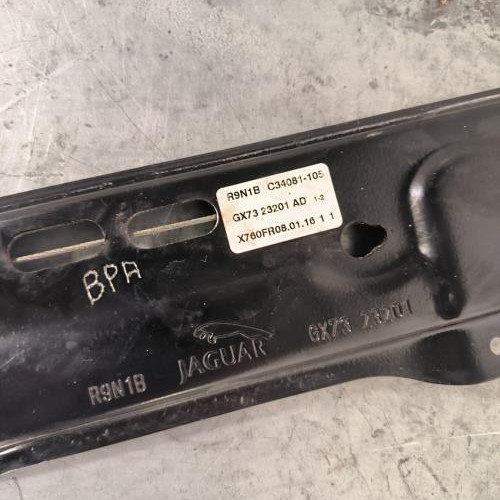 R9N1B C34081-105
GX73 23201 AD 1-2
X760FR08.01.16 1 1
BPA
R9N1B JAGUAR GX73 23201